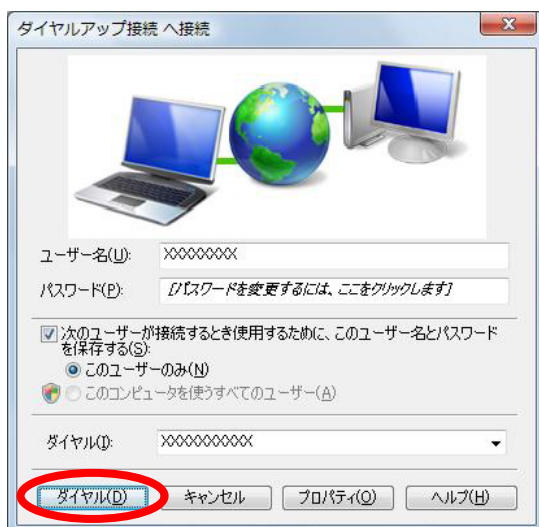 ダイヤルアップ接続 へ接続
ユーザー名(U):
XXXXXXXX
パスワード(P):
[パスワードを変更するには、ここをクリックします]
次のユーザーが接続するとき使用するために、このユーザー名とパスワード
を保存する(S):
このユーザーのみ(N)
このコンピュータを使うすべてのユーザー(A)
ダイヤル(I):
XXXXXXXXXX
ダイヤル(D) キャンセル プロパティ(O) ヘルプ(H)